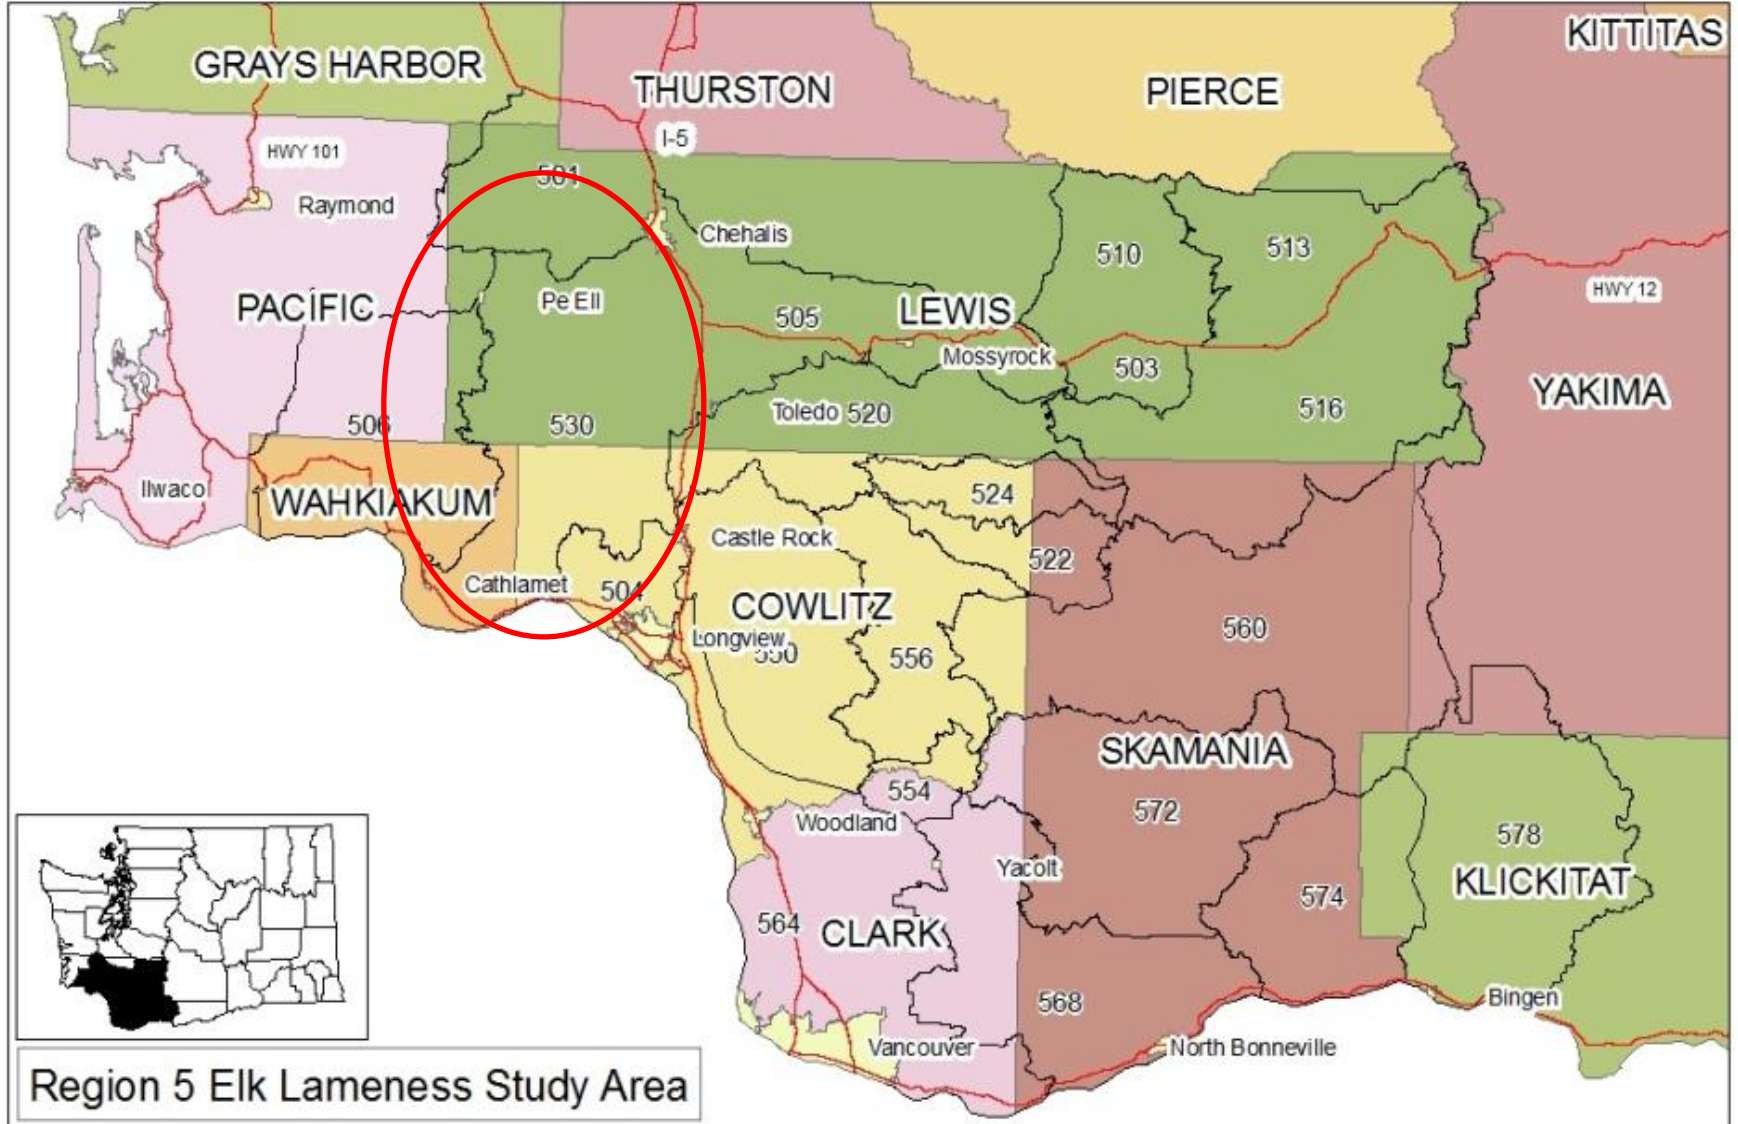 KITTITAS
GRAYS HARBOR
THURSTON
PIERCE
I-5
HWY 101
501
Raymond
Chehalis
510
513
HWY 12
Pe Ell
PACIFIC
505
LEWIS
Mossyrock
503
YAKIMA
506
530
Toledo 520
516
Ilwaco
WAHKIAKUM
524
Castle Rock
522
Cathlamet
504
COWLITZ
560
Longview
550
556
SKAMANIA
554
572
Woodland
578
Yacolt
KLICKITAT
574
564
CLARK
568
Bingen
Vancouver
North Bonneville
Region 5 Elk Lameness Study Area